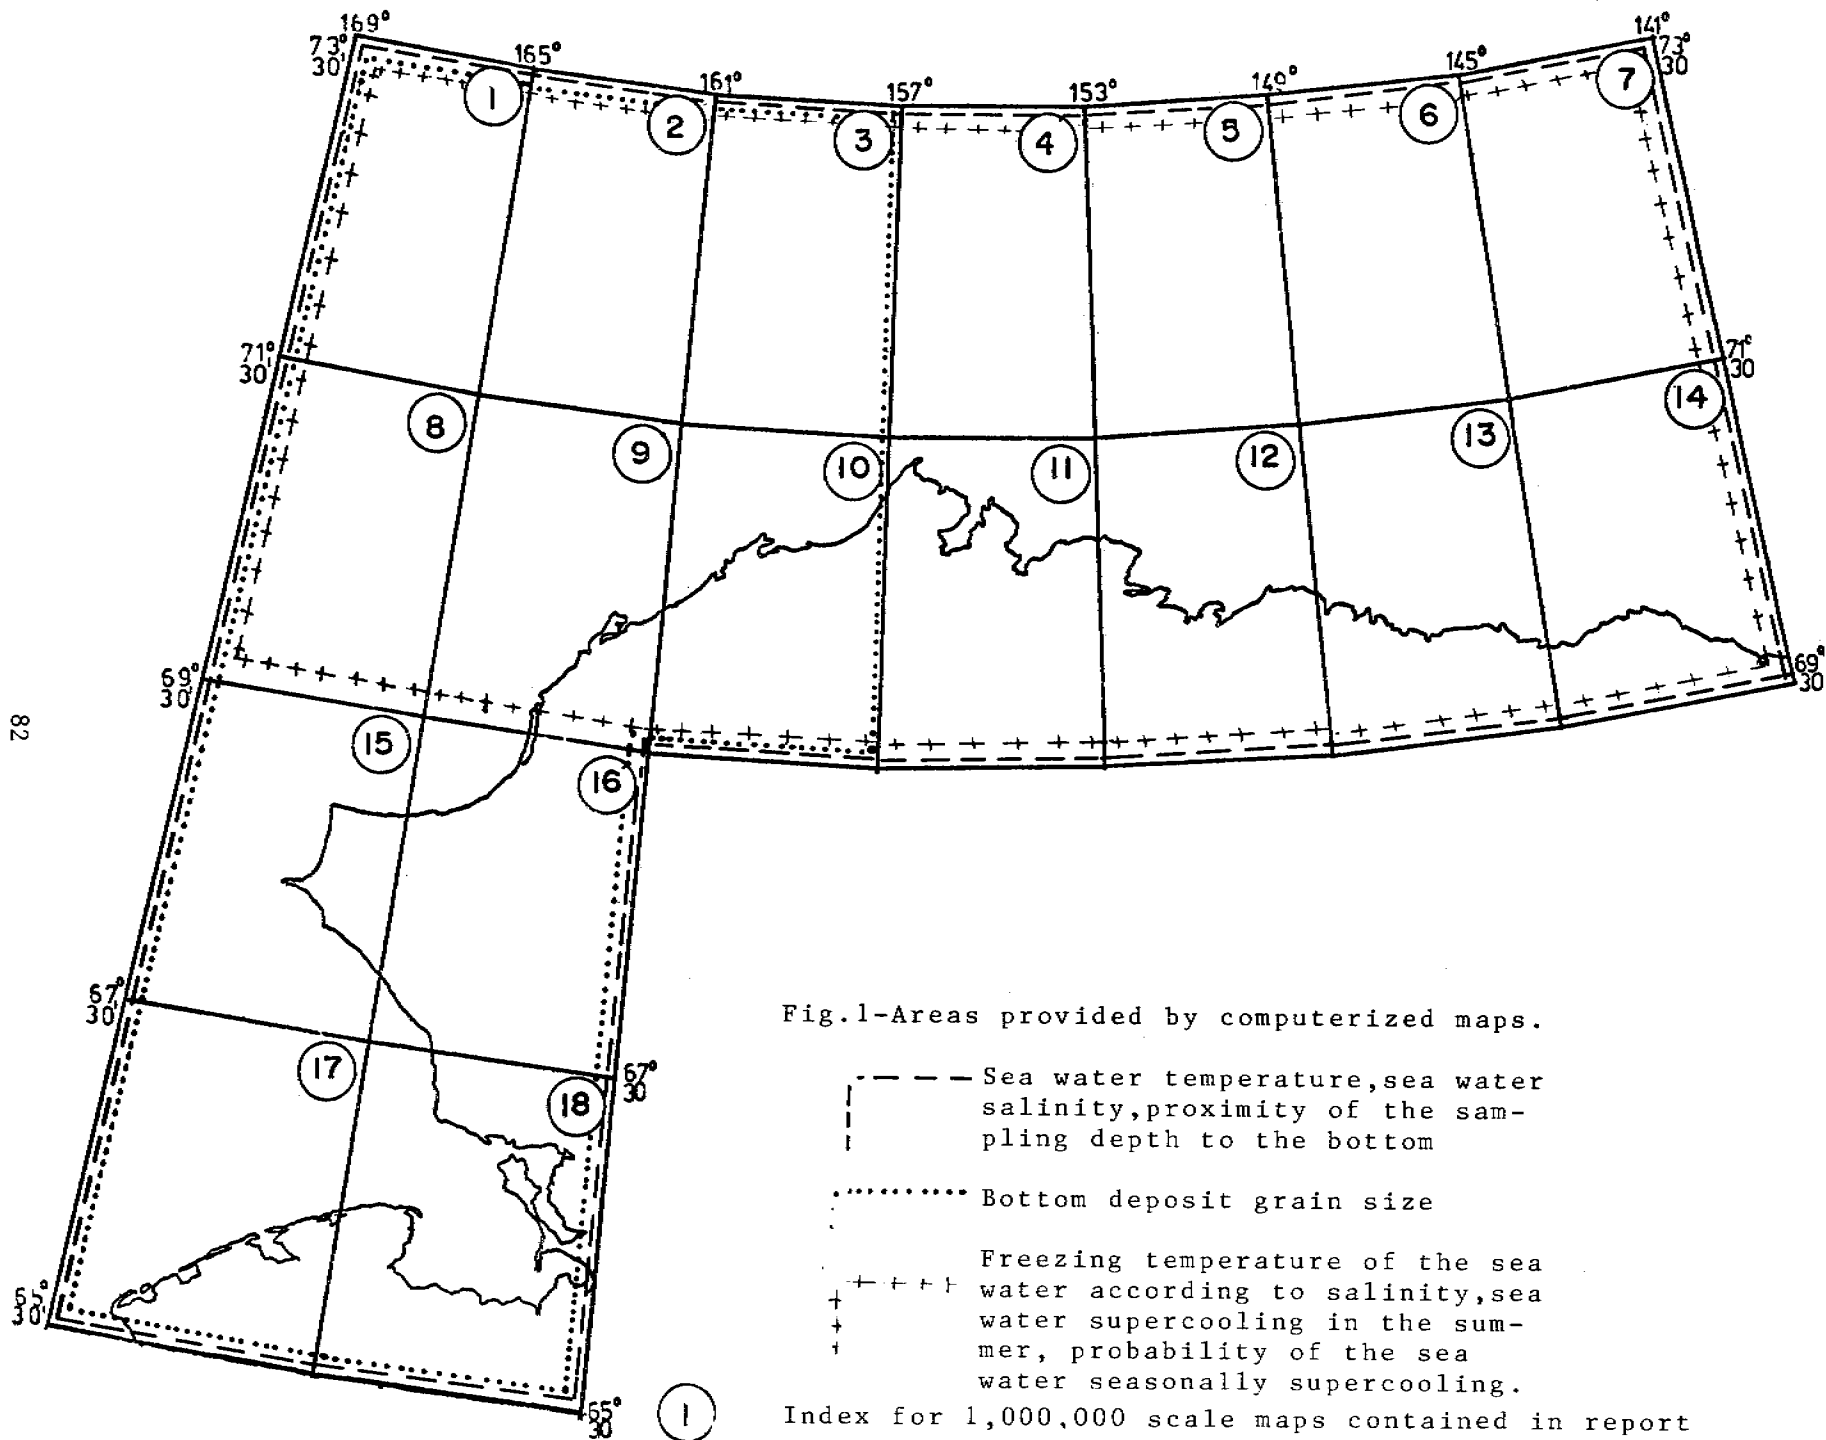 169° 165° 161° 157° 153° 149° 145° 141°
73° 30' 73° 30
1 2 3 4 5 6 7
71° 30' 71° 30
8 9 10 11 12 13 14
69° 30' 69° 30
15 16
82
67° 30' 67° 30
17 18
65° 30' 65° 30
Fig.1-Areas provided by computerized maps.
Sea water temperature,sea water
salinity,proximity of the sam-
pling depth to the bottom
Bottom deposit grain size
Freezing temperature of the sea
water according to salinity,sea
water supercooling in the sum-
mer, probability of the sea
water seasonally supercooling.
1 Index for 1,000,000 scale maps contained in report